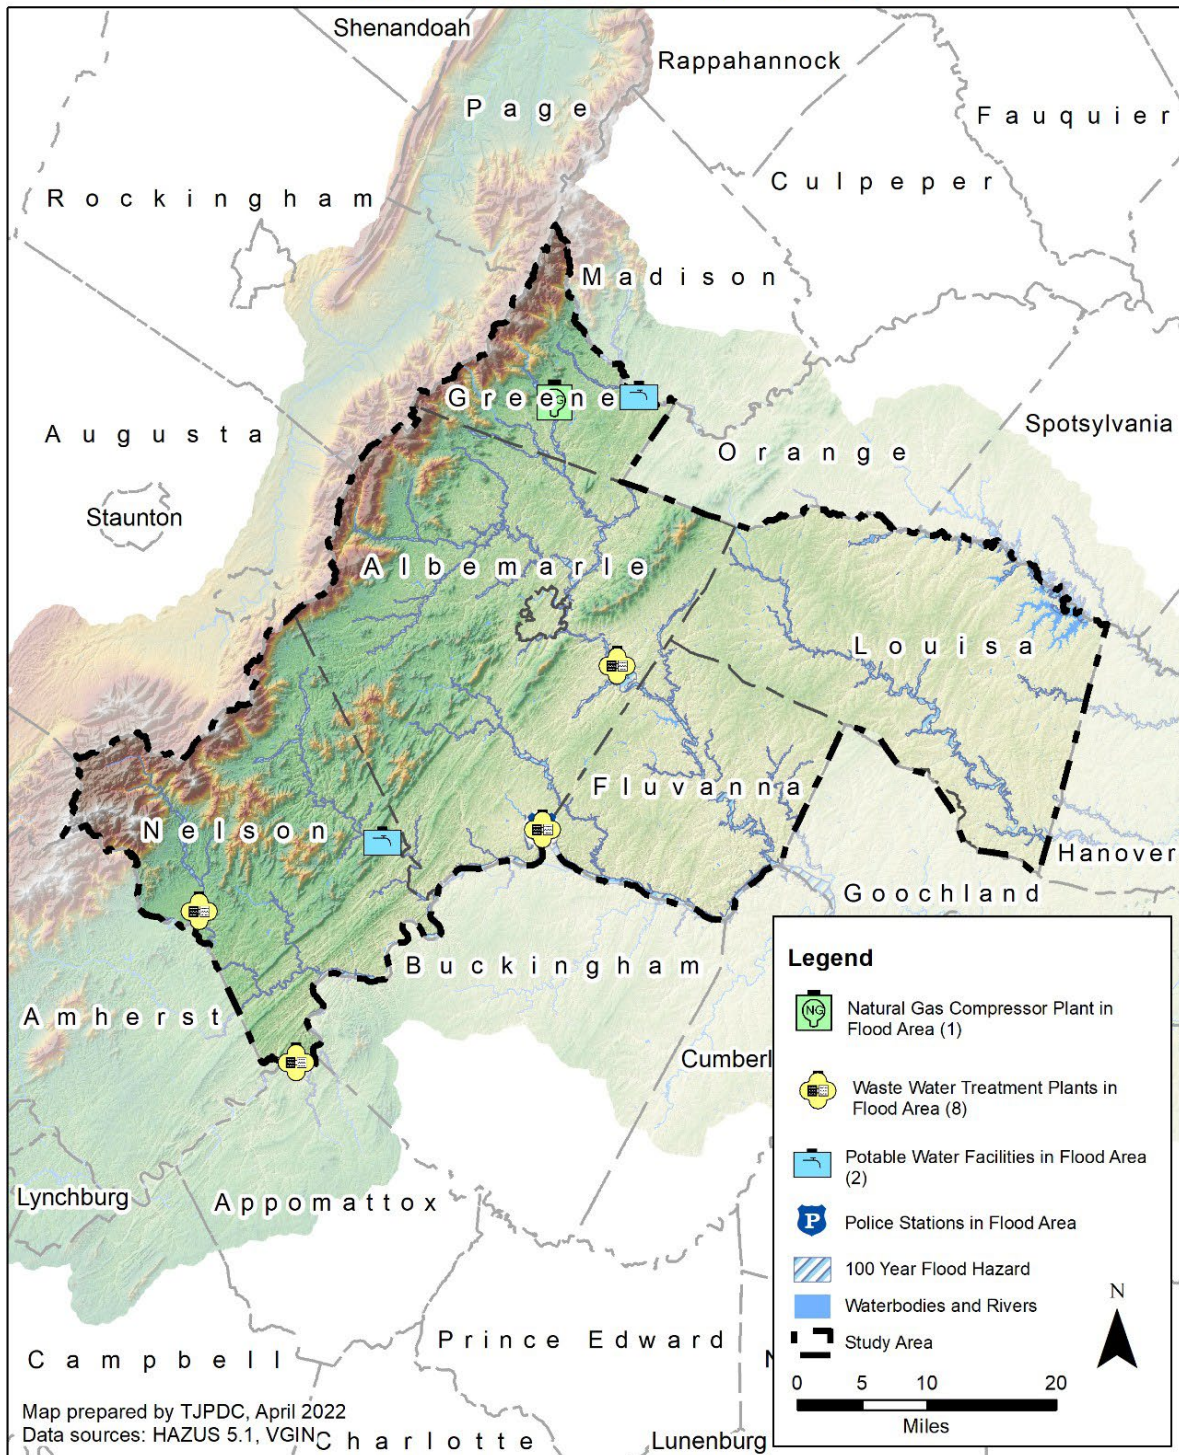 Shenandoah
Rappahannock
Page
Fauquier
Culpeper
Rockingham
Madison
Greene
NG
Augusta
Spotsylvania
Orange
Staunton
Albemarle
Louisa
Fluvanna
Nelson
Hanover
Goochland
Buckingham
Amherst
Cumberl
Lynchburg
Appomattox
Prince Edward
N
Campbell
Charlotte
Lunenburg
Legend
NG
Natural Gas Compressor Plant in
Flood Area (1)
Waste Water Treatment Plants in
Flood Area (8)
Potable Water Facilities in Flood Area
(2)
P
Police Stations in Flood Area
100 Year Flood Hazard
Waterbodies and Rivers
Study Area
N
0 5 10 20
Miles
Map prepared by TJPDC, April 2022
Data sources: HAZUS 5.1, VGIN